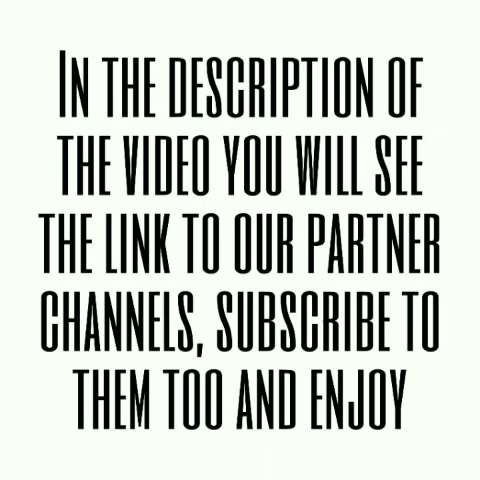 In the description of
the video you will see
the link to our partner
channels, subscribe to
them too and enjoy